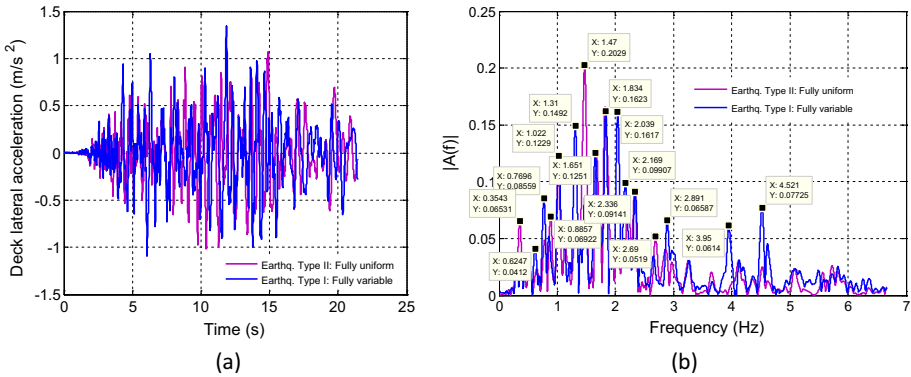 1.5
1
0.5
0
-0.5
-1
-1.5
Deck lateral acceleration (m/s 2)
Earthq. Type II: Fully uniform
Earthq. Type I: Fully variable
0 5 10 15 20 25
Time (s)
(a)
0.25
0.2
0.15
0.1
0.05
0
|A(f)|
X: 1.47
Y: 0.2029
X: 1.834
Y: 0.1623
Earthq. Type II: Fully uniform
Earthq. Type I: Fully variable
X: 1.31
Y: 0.1492
X: 2.039
Y: 0.1617
X: 1.022
Y: 0.1229
X: 1.651
Y: 0.1251
X: 2.169
Y: 0.09907
X: 0.7696
Y: 0.08559
X: 0.3543
Y: 0.06531
X: 2.336
Y: 0.09141
X: 2.891
Y: 0.06587
X: 4.521
Y: 0.07725
X: 0.8857
Y: 0.06922
X: 0.6247
Y: 0.0412
X: 2.69
Y: 0.0519
X: 3.95
Y: 0.0614
0 1 2 3 4 5 6 7
Frequency (Hz)
(b)